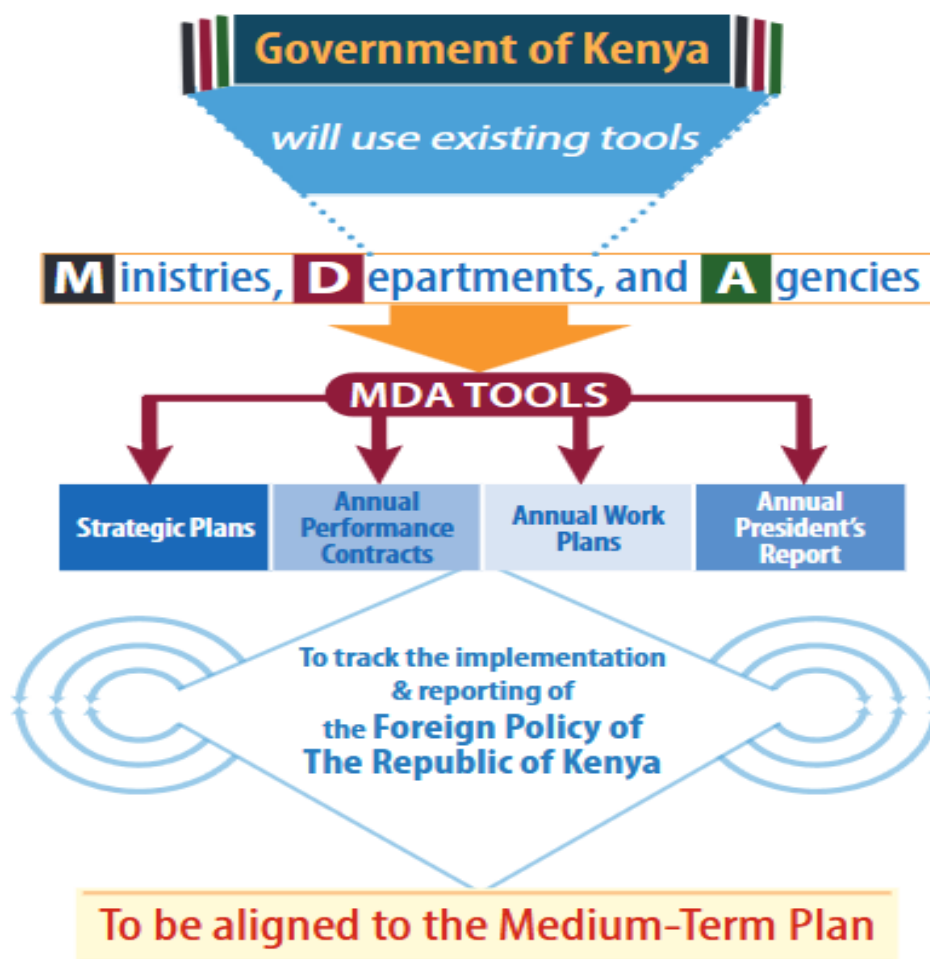 Government of Kenya
will use existing tools
Ministries, Departments, and Agencies
MDA TOOLS
Strategic Plans
Annual
Performance
Contracts
Annual Work
Plans
Annual
President's
Report
To track the implementation
& reporting of
the Foreign Policy of
The Republic of Kenya
To be aligned to the Medium-Term Plan